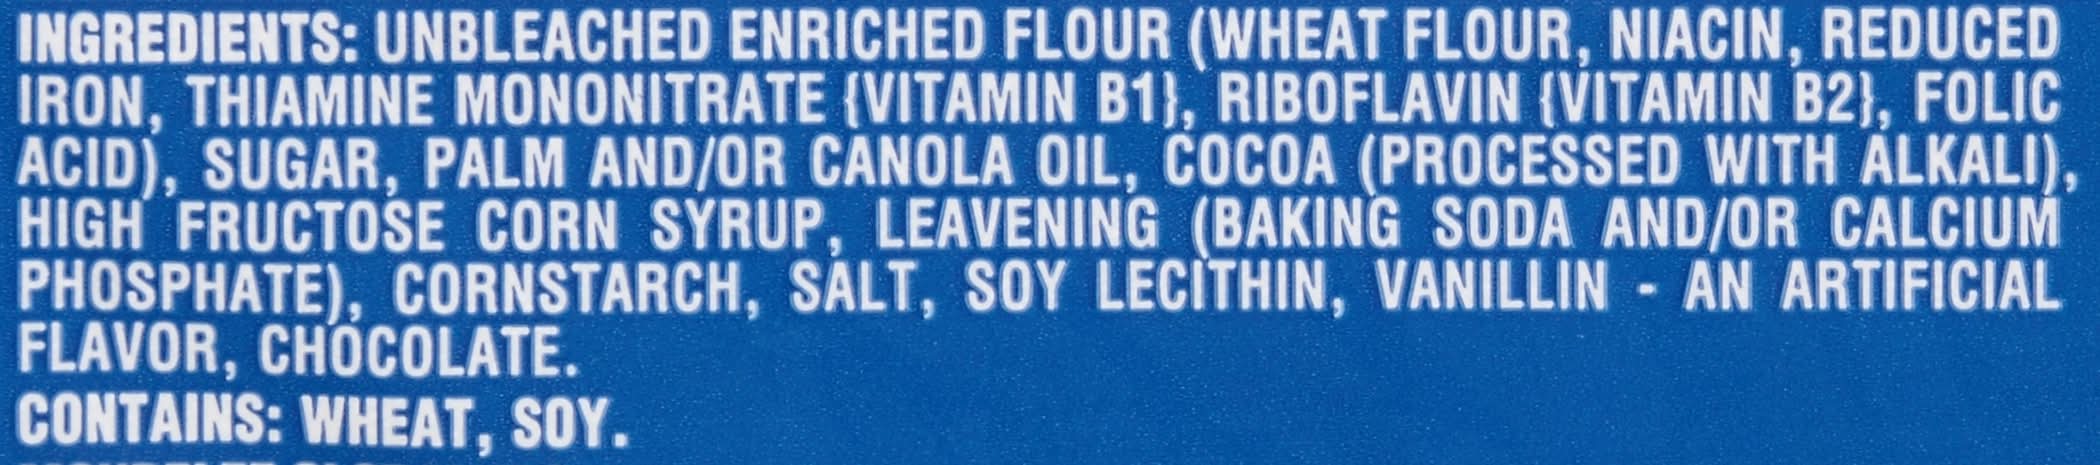 INGREDIENTS: UNBLEACHED ENRICHED FLOUR (WHEAT FLOUR, NIACIN, REDUCED
IRON, THIAMINE MONONITRATE {VITAMIN B1}, RIBOFLAVIN {VITAMIN B2}, FOLIC
ACID), SUGAR, PALM AND/OR CANOLA OIL, COCOA (PROCESSED WITH ALKALI),
HIGH FRUCTOSE CORN SYRUP, LEAVENING (BAKING SODA AND/OR CALCIUM
PHOSPHATE), CORNSTARCH, SALT, SOY LECITHIN, VANILLIN - AN ARTIFICIAL
FLAVOR, CHOCOLATE.
CONTAINS: WHEAT, SOY.